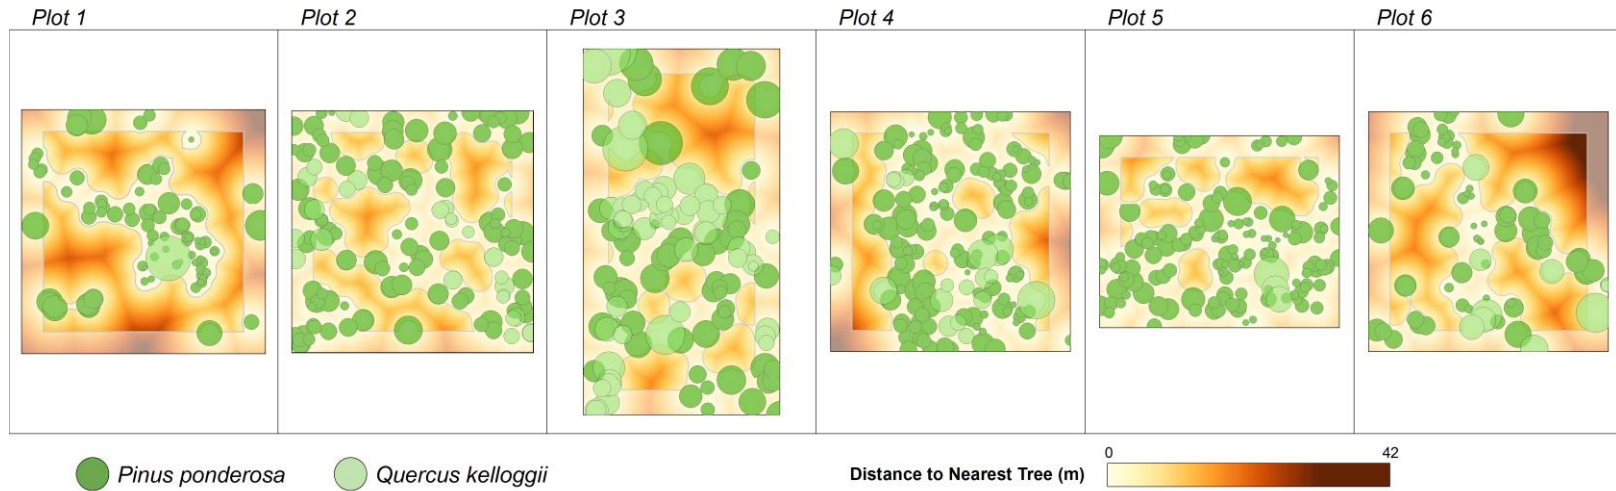 Plot 1
Plot 2
Plot 3
Plot 4
Plot 5
Plot 6
Pinus ponderosa
Quercus kelloggii
Distance to Nearest Tree (m)
0
42